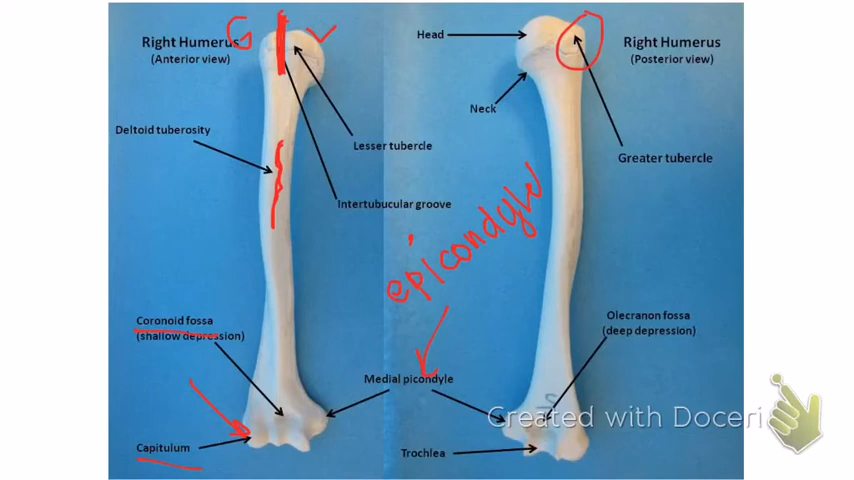 Right Humerus
(Anterior view)
G
L
Head
Right Humerus
(Posterior view)
Neck
Deltoid tuberosity
Lesser tubercle
Greater tubercle
Intertubucular groove
epicondyle
Coronoid fossa
(shallow depression)
Olecranon fossa
(deep depression)
Medial picondyle
Created with Doceri
Capitulum
Trochlea